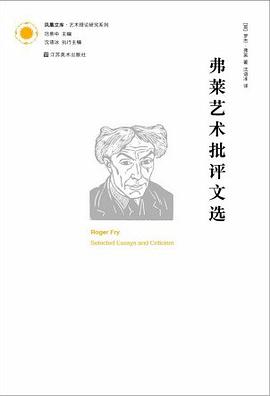 凤凰文库·艺术理论研究系列
范景中 主编
沈语冰 执行主编
江苏美术出版社
[英] 罗杰·弗莱 著 沈语冰 译
弗莱艺术批评文选
Roger Fry
Selected Essays and Criticism